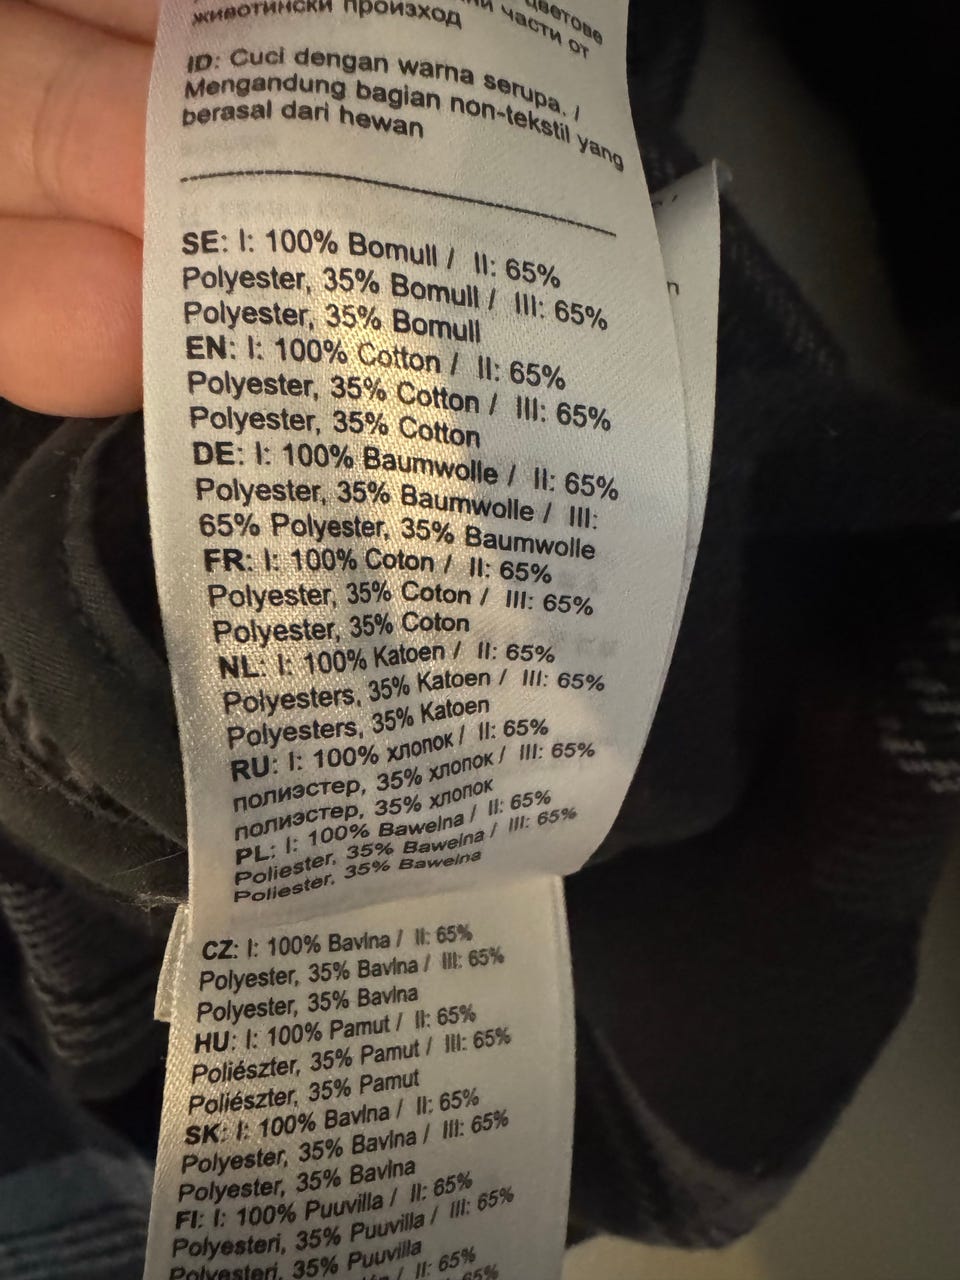 цветове
части от
животински произход
ID: Cuci dengan warna serupa. /
Mengandung bagian non-tekstil yang
berasal dari hewan
SE: I: 100% Bomull / II: 65%
Polyester, 35% Bomull / III: 65%
Polyester, 35% Bomull
EN: I: 100% Cotton / II: 65%
Polyester, 35% Cotton / III: 65%
Polyester, 35% Cotton
DE: I: 100% Baumwolle / II: 65%
Polyester, 35% Baumwolle / III:
65% Polyester, 35% Baumwolle
FR: I: 100% Coton / II: 65%
Polyester, 35% Coton / III: 65%
Polyester, 35% Coton
NL: I: 100% Katoen / II: 65%
Polyesters, 35% Katoen / III: 65%
Polyesters, 35% Katoen
RU: I: 100% хлопок / II: 65%
полиэстер, 35% хлопок / III: 65%
полиэстер, 35% хлопок
PL: I: 100% Bawełna / II: 65%
Poliester, 35% Bawełna / III: 65%
Poliester, 35% Bawełna
CZ: I: 100% Bavlna / II: 65%
Polyester, 35% Bavlna / III: 65%
Polyester, 35% Bavlna
HU: I: 100% Pamut / II: 65%
Poliészter, 35% Pamut / III: 65%
Poliészter, 35% Pamut
SK: I: 100% Bavlna / II: 65%
Polyester, 35% Bavlna / III: 65%
Polyester, 35% Bavlna
FI: I: 100% Puuvilla / II: 65%
Polyesteri, 35% Puuvilla / III: 65%
Polyesteri, 35% Puuvilla
/ II: 65%
65%